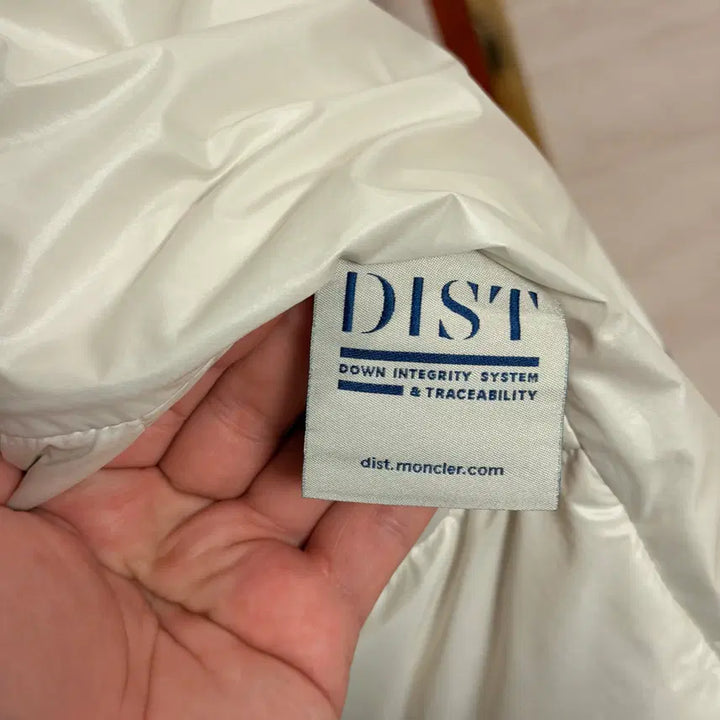 DIST
DOWN INTEGRITY SYSTEM
& TRACEABILITY
dist.moncler.com